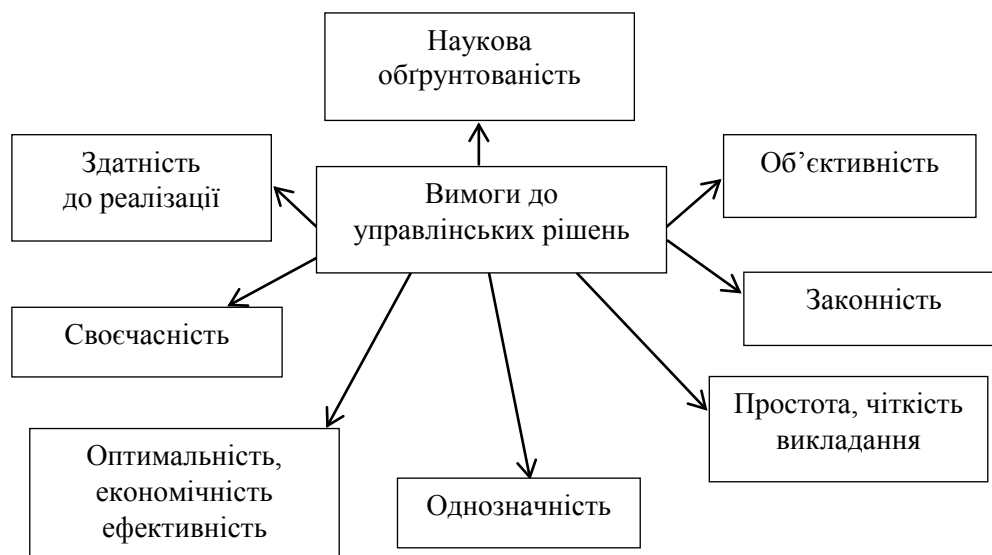 Наукова
обґрунтованість
Здатність
до реалізації
Об’єктивність
Вимоги до
управлінських рішень
Своєчасність
Законність
Простота, чіткість
викладання
Оптимальність,
економічність
ефективність
Однозначність